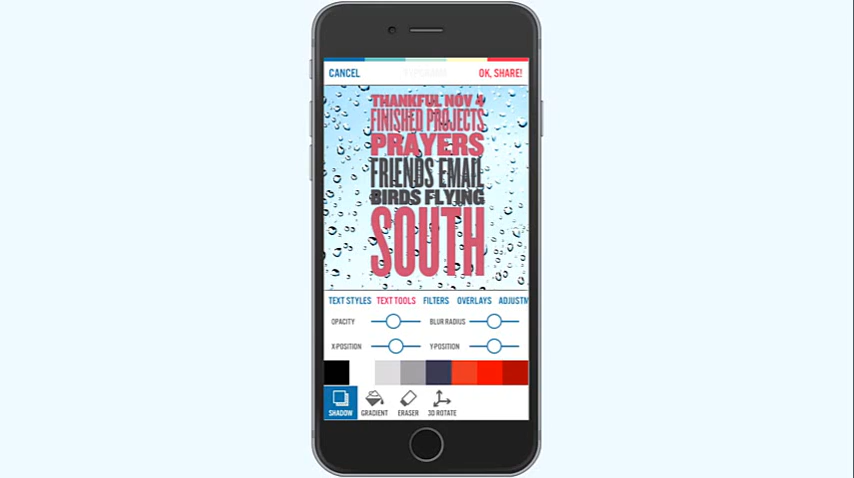 CANCEL
OK, SHARE!
THANKFUL NOV 4
FINISHED PROJECTS
PRAYERS
FRIENDS EMAIL
BIRDS FLYING
SOUTH
TEXT STYLES TEXT TOOLS FILTERS OVERLAYS ADJUSTM
OPACITY BLUR RADIUS
X-POSITION Y-POSITION
SHADOW GRADIENT ERASER 3D ROTATE